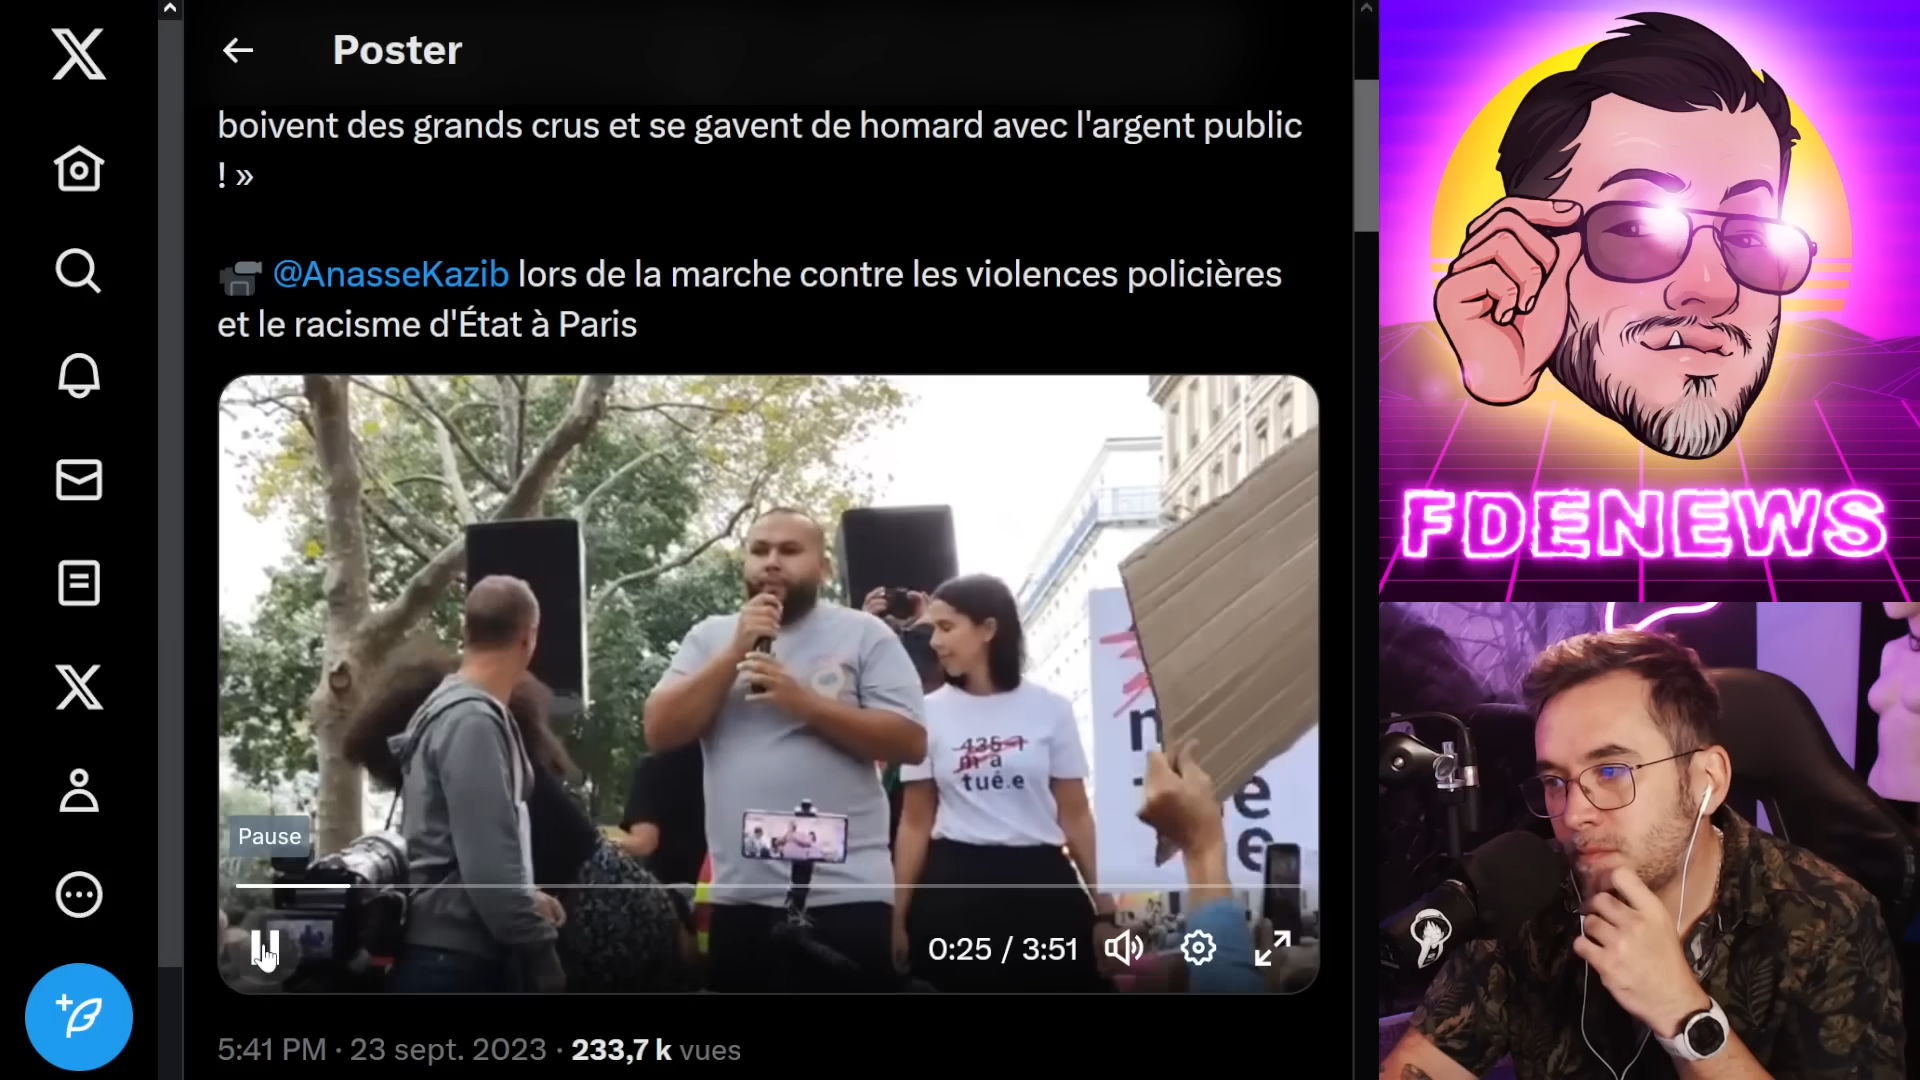 Poster
boivent des grands crus et se gavent de homard avec l'argent public
! »
@AnasseKazib lors de la marche contre les violences policières
et le racisme d'État à Paris
FDENEWS
tué.e
Pause
0:25 / 3:51
5:41 PM · 23 sept. 2023 · 233,7 k vues